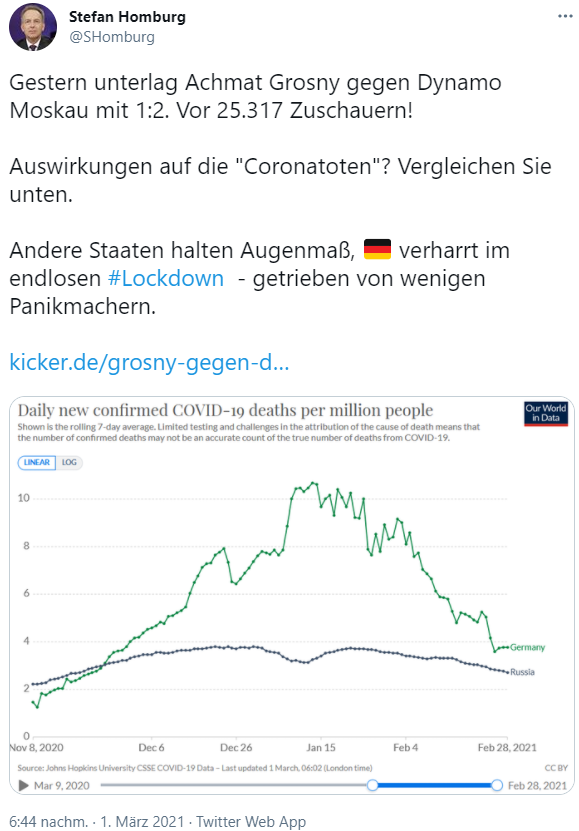 Stefan Homburg
@SHomburg
Gestern unterlag Achmat Grosny gegen Dynamo
Moskau mit 1:2. Vor 25.317 Zuschauern!
Auswirkungen auf die "Coronatoten"? Vergleichen Sie
unten.
Andere Staaten halten Augenmaß, 🇩🇪 verharrt im
endlosen #Lockdown - getrieben von wenigen
Panikmachern.
kicker.de/grosny-gegen-d...
Daily new confirmed COVID-19 deaths per million people
Our World
in Data
Shown is the rolling 7-day average. Limited testing and challenges in the attribution of the cause of death means that
the number of confirmed deaths may not be an accurate count of the true number of deaths from COVID-19.
LINEAR LOG
10
8
6
4
2
0
Germany
Russia
Nov 8, 2020 Dec 6 Dec 26 Jan 15 Feb 4 Feb 28, 2021
Source: Johns Hopkins University CSSE COVID-19 Data – Last updated 1 March, 06:02 (London time) CC BY
Mar 9, 2020 Feb 28, 2021
6:44 nachm. · 1. März 2021 · Twitter Web App